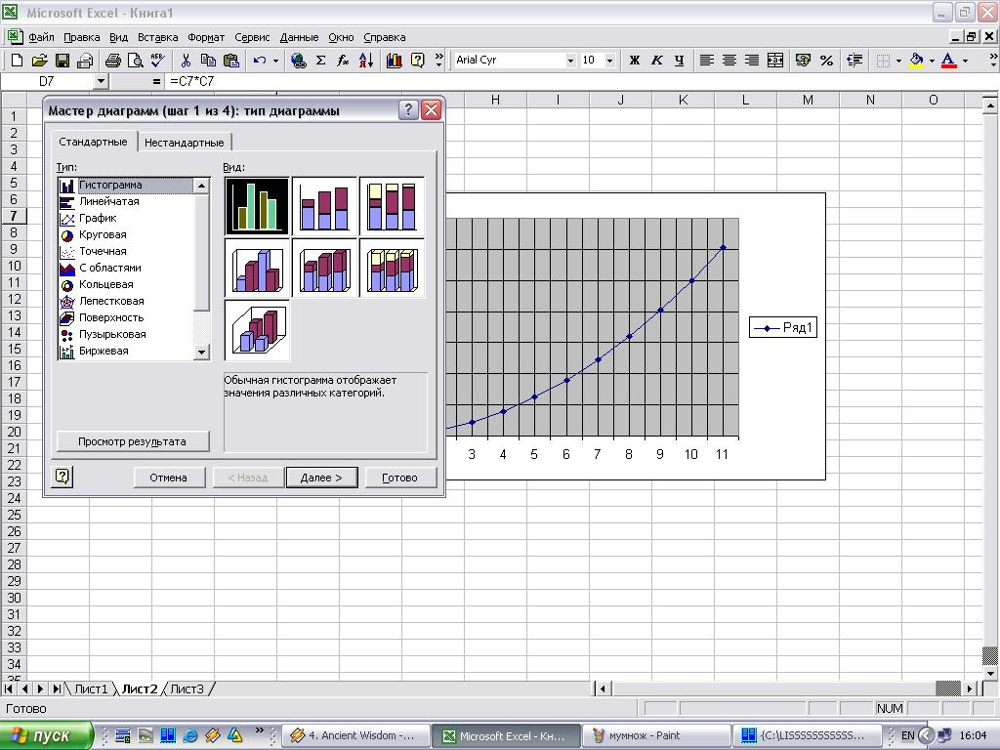 Microsoft Excel - Книга1
Файл Правка Вид Вставка Формат Сервис Данные Окно Справка
Arial Cyr 10 Ж К Ч %
D7 = =C7*C7
H I J K L M N O
Мастер диаграмм (шаг 1 из 4): тип диаграммы
Стандартные Нестандартные
Тип: Вид:
Гистограмма
Линейчатая
График
Круговая
Точечная
С областями
Кольцевая
Лепестковая
Поверхность
Пузырьковая
Биржевая
Обычная гистограмма отображает
значения различных категорий.
Просмотр результата
Отмена < Назад Далее > Готово
1
2
3
4
5
6
7
8
9
10
11
12
13
14
15
16
17
18
19
20
21
22
23
24
25
26
27
28
29
30
31
32
33
34
35
Ряд1
3 4 5 6 7 8 9 10 11
Лист1 Лист2 Лист3
Готово NUM
пуск 4. Ancient Wisdom -... Microsoft Excel - Кн... мумнож - Paint {C:\LISSSSSSSSSSS... EN 16:04